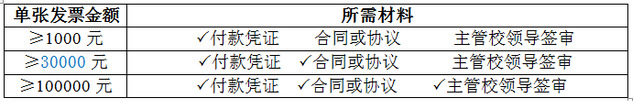 单张发票金额 所需材料
≥1000 元 ✓付款凭证 合同或协议 主管校领导签审
≥30000 元 ✓付款凭证 ✓合同或协议 主管校领导签审
≥100000 元 ✓付款凭证 ✓合同或协议 ✓主管校领导签审